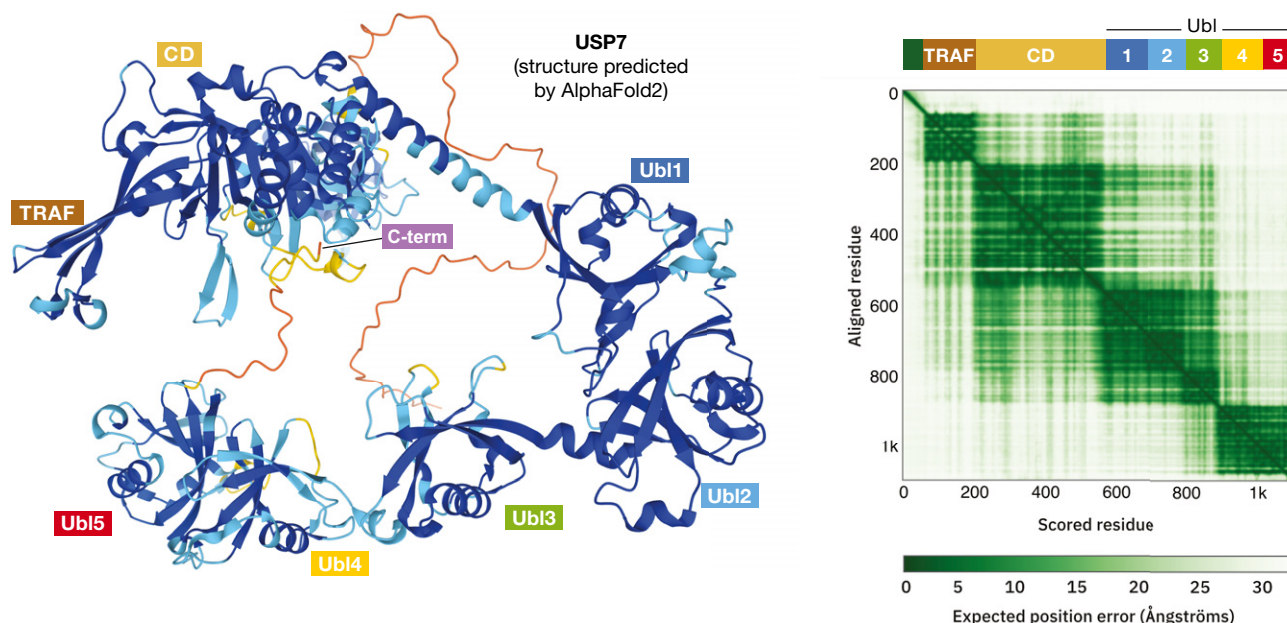 USP7
(structure predicted
by AlphaFold2)
CD
TRAF
C-term
Ubl1
Ubl2
Ubl3
Ubl4
Ubl5
Ubl
TRAF CD 1 2 3 4 5
0
200
400
600
800
1k
Aligned residue
0 200 400 600 800 1k
Scored residue
0 5 10 15 20 25 30
Expected position error (Ångströms)